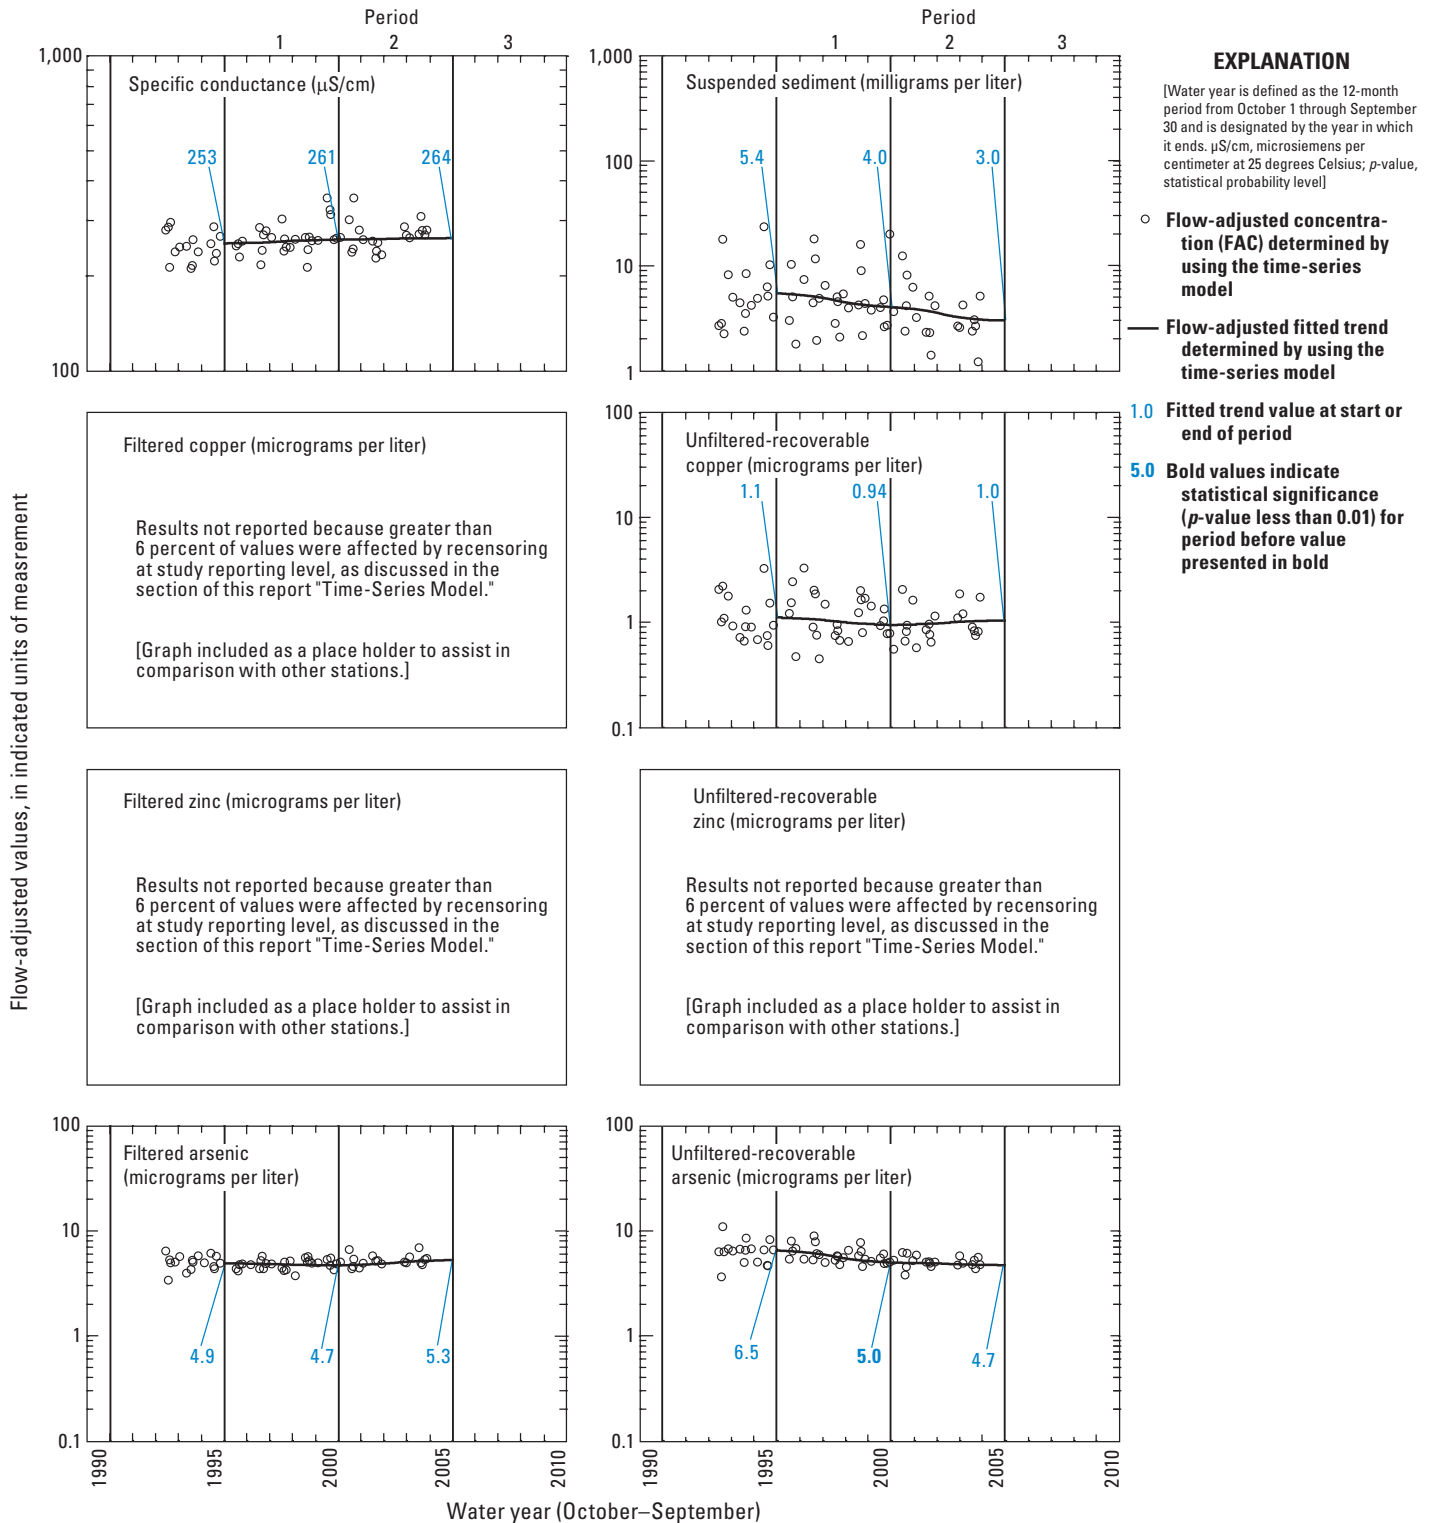 Period
1
2
3
1,000
100
Specific conductance (µS/cm)
253
261
264
Period
1
2
3
1,000
100
10
1
Suspended sediment (milligrams per liter)
5.4
4.0
3.0
EXPLANATION
[Water year is defined as the 12-month
period from October 1 through September
30 and is designated by the year in which
it ends. µS/cm, microsiemens per
centimeter at 25 degrees Celsius; p-value,
statistical probability level]
Flow-adjusted concentra-
tion (FAC) determined by
using the time-series
model
Flow-adjusted fitted trend
determined by using the
time-series model
1.0 Fitted trend value at start or
end of period
5.0 Bold values indicate
statistical significance
(p-value less than 0.01) for
period before value
presented in bold
Flow-adjusted values, in indicated units of measrement
Filtered copper (micrograms per liter)
Results not reported because greater than
6 percent of values were affected by recensoring
at study reporting level, as discussed in the
section of this report "Time-Series Model."
[Graph included as a place holder to assist in
comparison with other stations.]
100
10
1
0.1
Unfiltered-recoverable
copper (micrograms per liter)
1.1
0.94
1.0
Filtered zinc (micrograms per liter)
Results not reported because greater than
6 percent of values were affected by recensoring
at study reporting level, as discussed in the
section of this report "Time-Series Model."
[Graph included as a place holder to assist in
comparison with other stations.]
Unfiltered-recoverable
zinc (micrograms per liter)
Results not reported because greater than
6 percent of values were affected by recensoring
at study reporting level, as discussed in the
section of this report "Time-Series Model."
[Graph included as a place holder to assist in
comparison with other stations.]
100
10
1
0.1
Filtered arsenic
(micrograms per liter)
4.9
4.7
5.3
1990
1995
2000
2005
2010
100
10
1
0.1
Unfiltered-recoverable
arsenic (micrograms per liter)
6.5
5.0
4.7
1990
1995
2000
2005
2010
Water year (October–September)